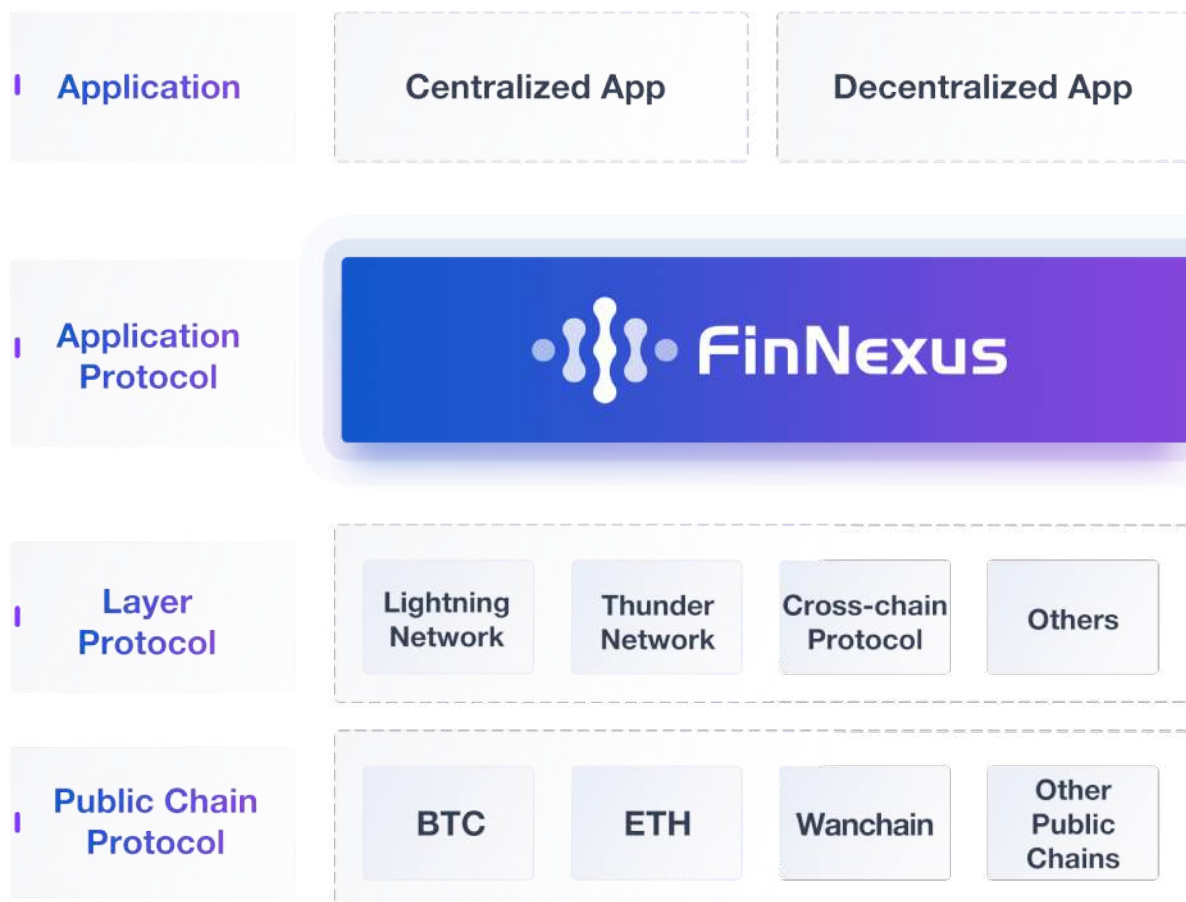 Application
Centralized App
Decentralized App
Application
Protocol
FinNexus
Layer
Protocol
Lightning
Network
Thunder
Network
Cross-chain
Protocol
Others
Public Chain
Protocol
BTC
ETH
Wanchain
Other
Public
Chains